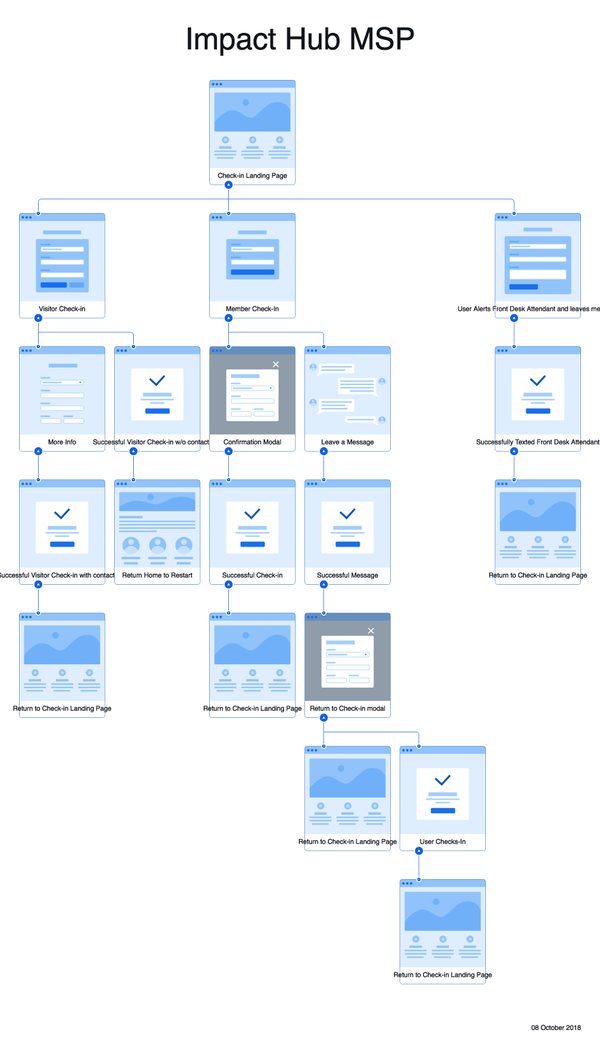 Impact Hub MSP
Check-in Landing Page
Visitor Check-in
Member Check-In
User Alerts Front Desk Attendant and leaves me
More Info
Successful Visitor Check-in w/o contact
Confirmation Modal
Leave a Message
Successfully Texted Front Desk Attendant
Successful Visitor Check-in with contact
Return Home to Restart
Successful Check-in
Successful Message
Return to Check-in Landing Page
Return to Check-in Landing Page
Return to Check-in Landing Page
Return to Check-in modal
Return to Check-in Landing Page
User Checks-In
Return to Check-in Landing Page
08 October 2018